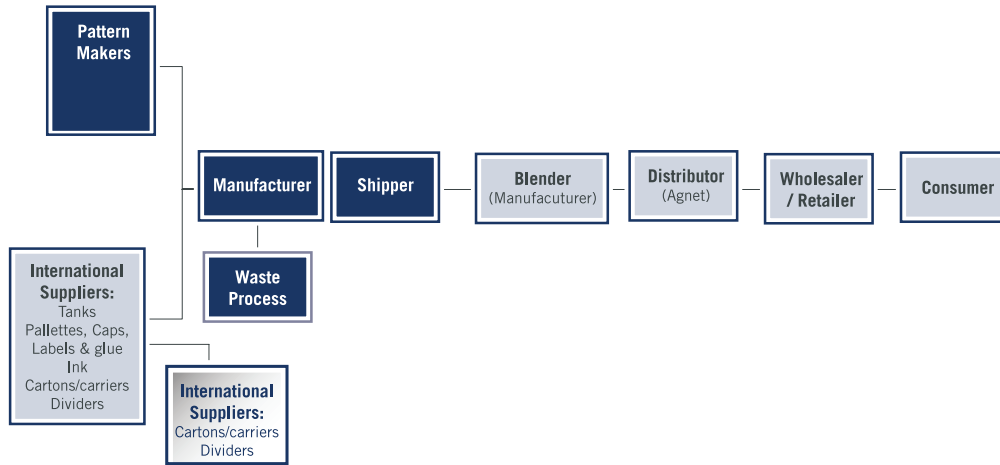 Pattern
Makers
Manufacturer
Shipper
Blender
(Manufacuturer)
Distributor
(Agnet)
Wholesaler
/ Retailer
Consumer
Waste
Process
International
Suppliers:
Tanks
Pallettes, Caps,
Labels & glue
Ink
Cartons/carriers
Dividers
International
Suppliers:
Cartons/carriers
Dividers